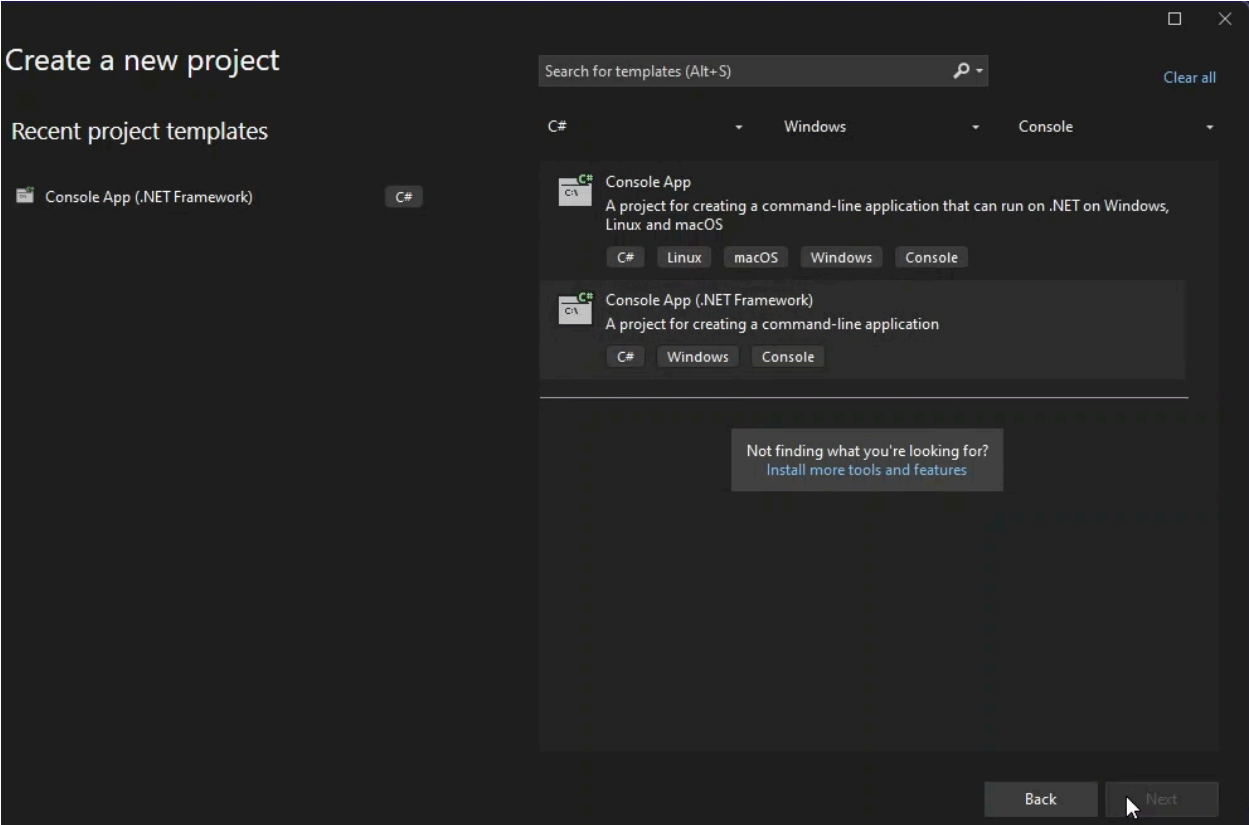 Create a new project
Search for templates (Alt+S)
Clear all
Recent project templates
C#
Windows
Console
Console App (.NET Framework)
C#
C#
C:\
Console App
A project for creating a command-line application that can run on .NET on Windows,
Linux and macOS
C# Linux macOS Windows Console
C#
C:\
Console App (.NET Framework)
A project for creating a command-line application
C# Windows Console
Not finding what you're looking for?
Install more tools and features
Back
Next